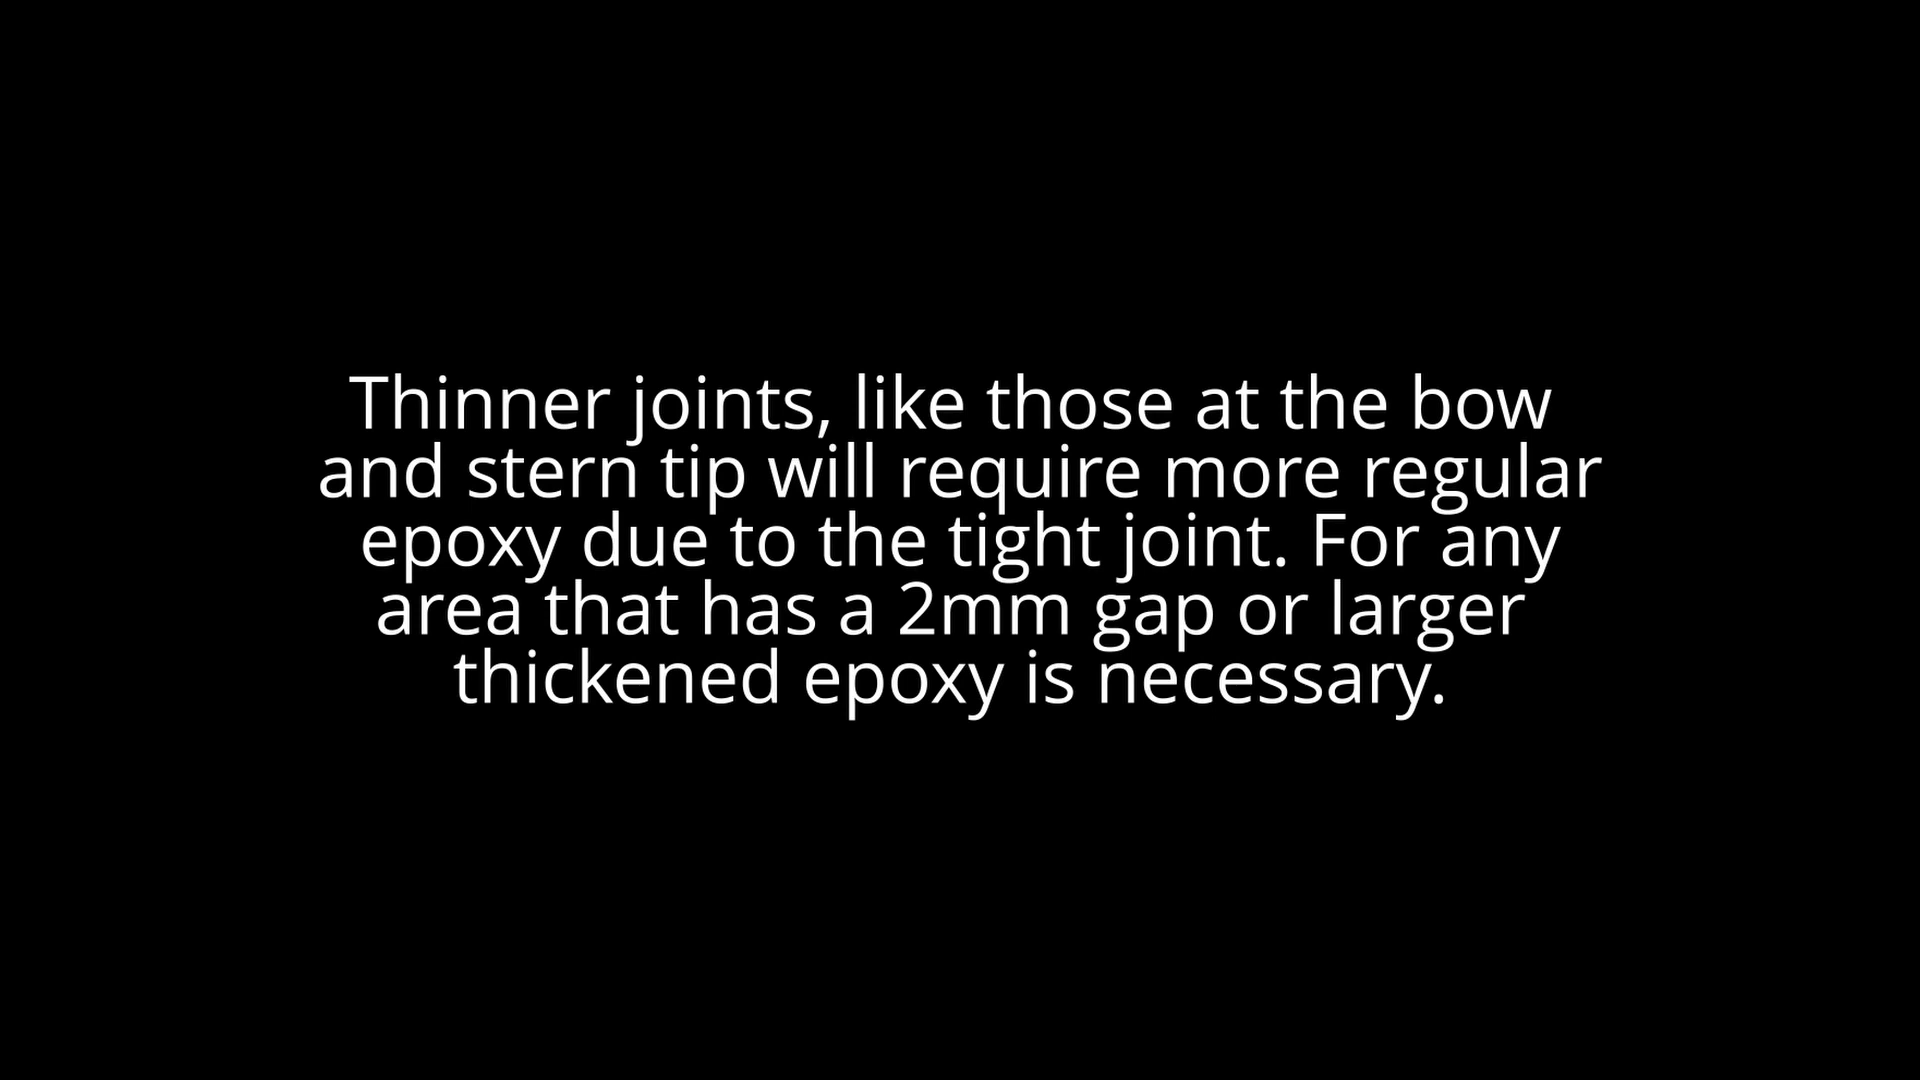 Thinner joints, like those at the bow
and stern tip will require more regular
epoxy due to the tight joint. For any
area that has a 2mm gap or larger
thickened epoxy is necessary.